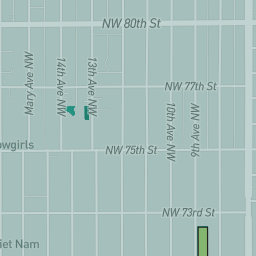 NW 80th St
Mary Ave NW
14th Ave NW
13th Ave NW
NW 77th St
10th Ave NW
9th Ave NW
owgirls
NW 75th St
NW 73rd St
iet Nam